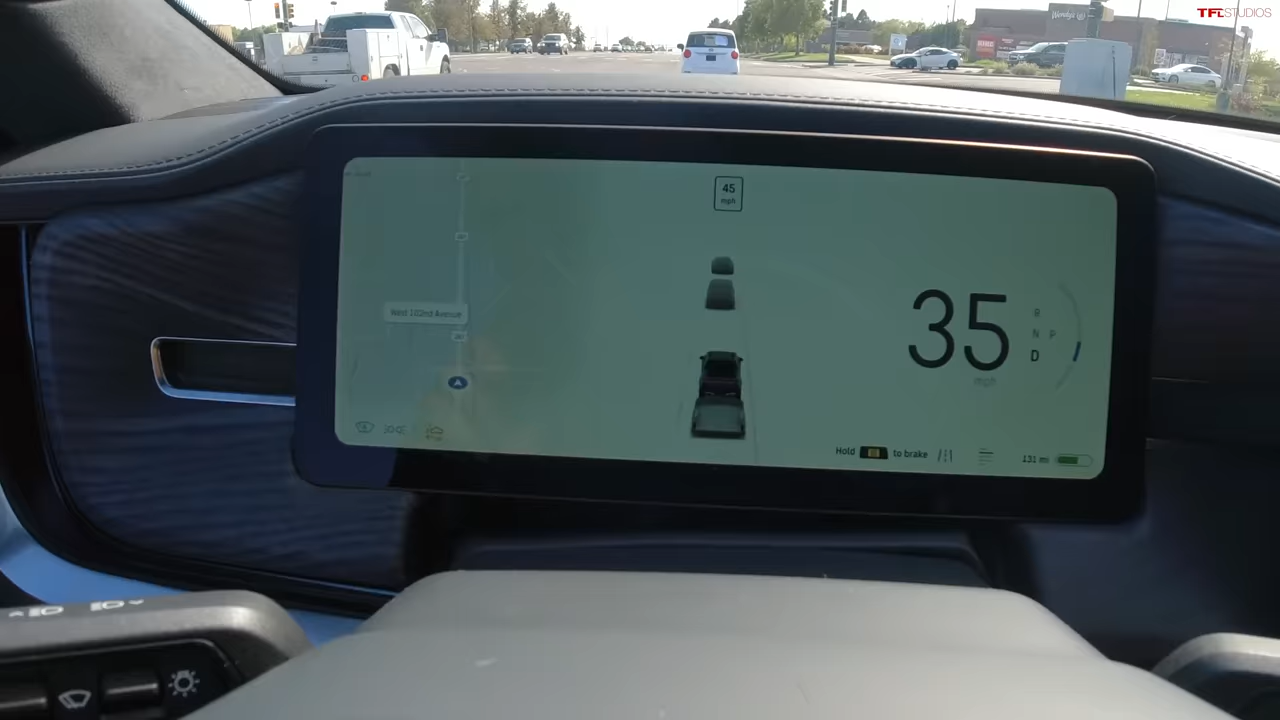 TFLSTUDIOS
Wendy's
45
mph
West 102nd Avenue
35
mph
R
N P
D
Hold to brake
131 mi